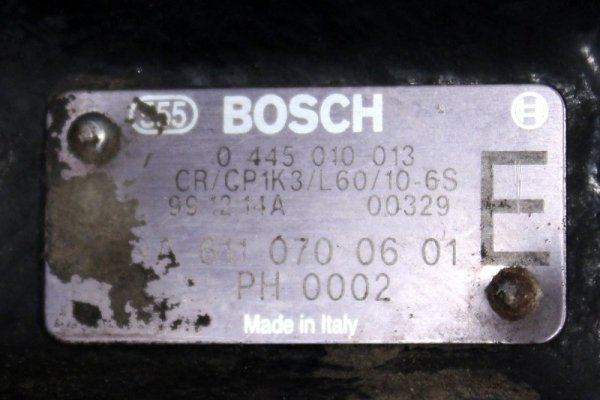 BOSCH
0 445 010 013
CR/CP1K3/L60/10-6S
99 12 14A 00329
E
A 611 070 06 01
PH 0002
Made in Italy